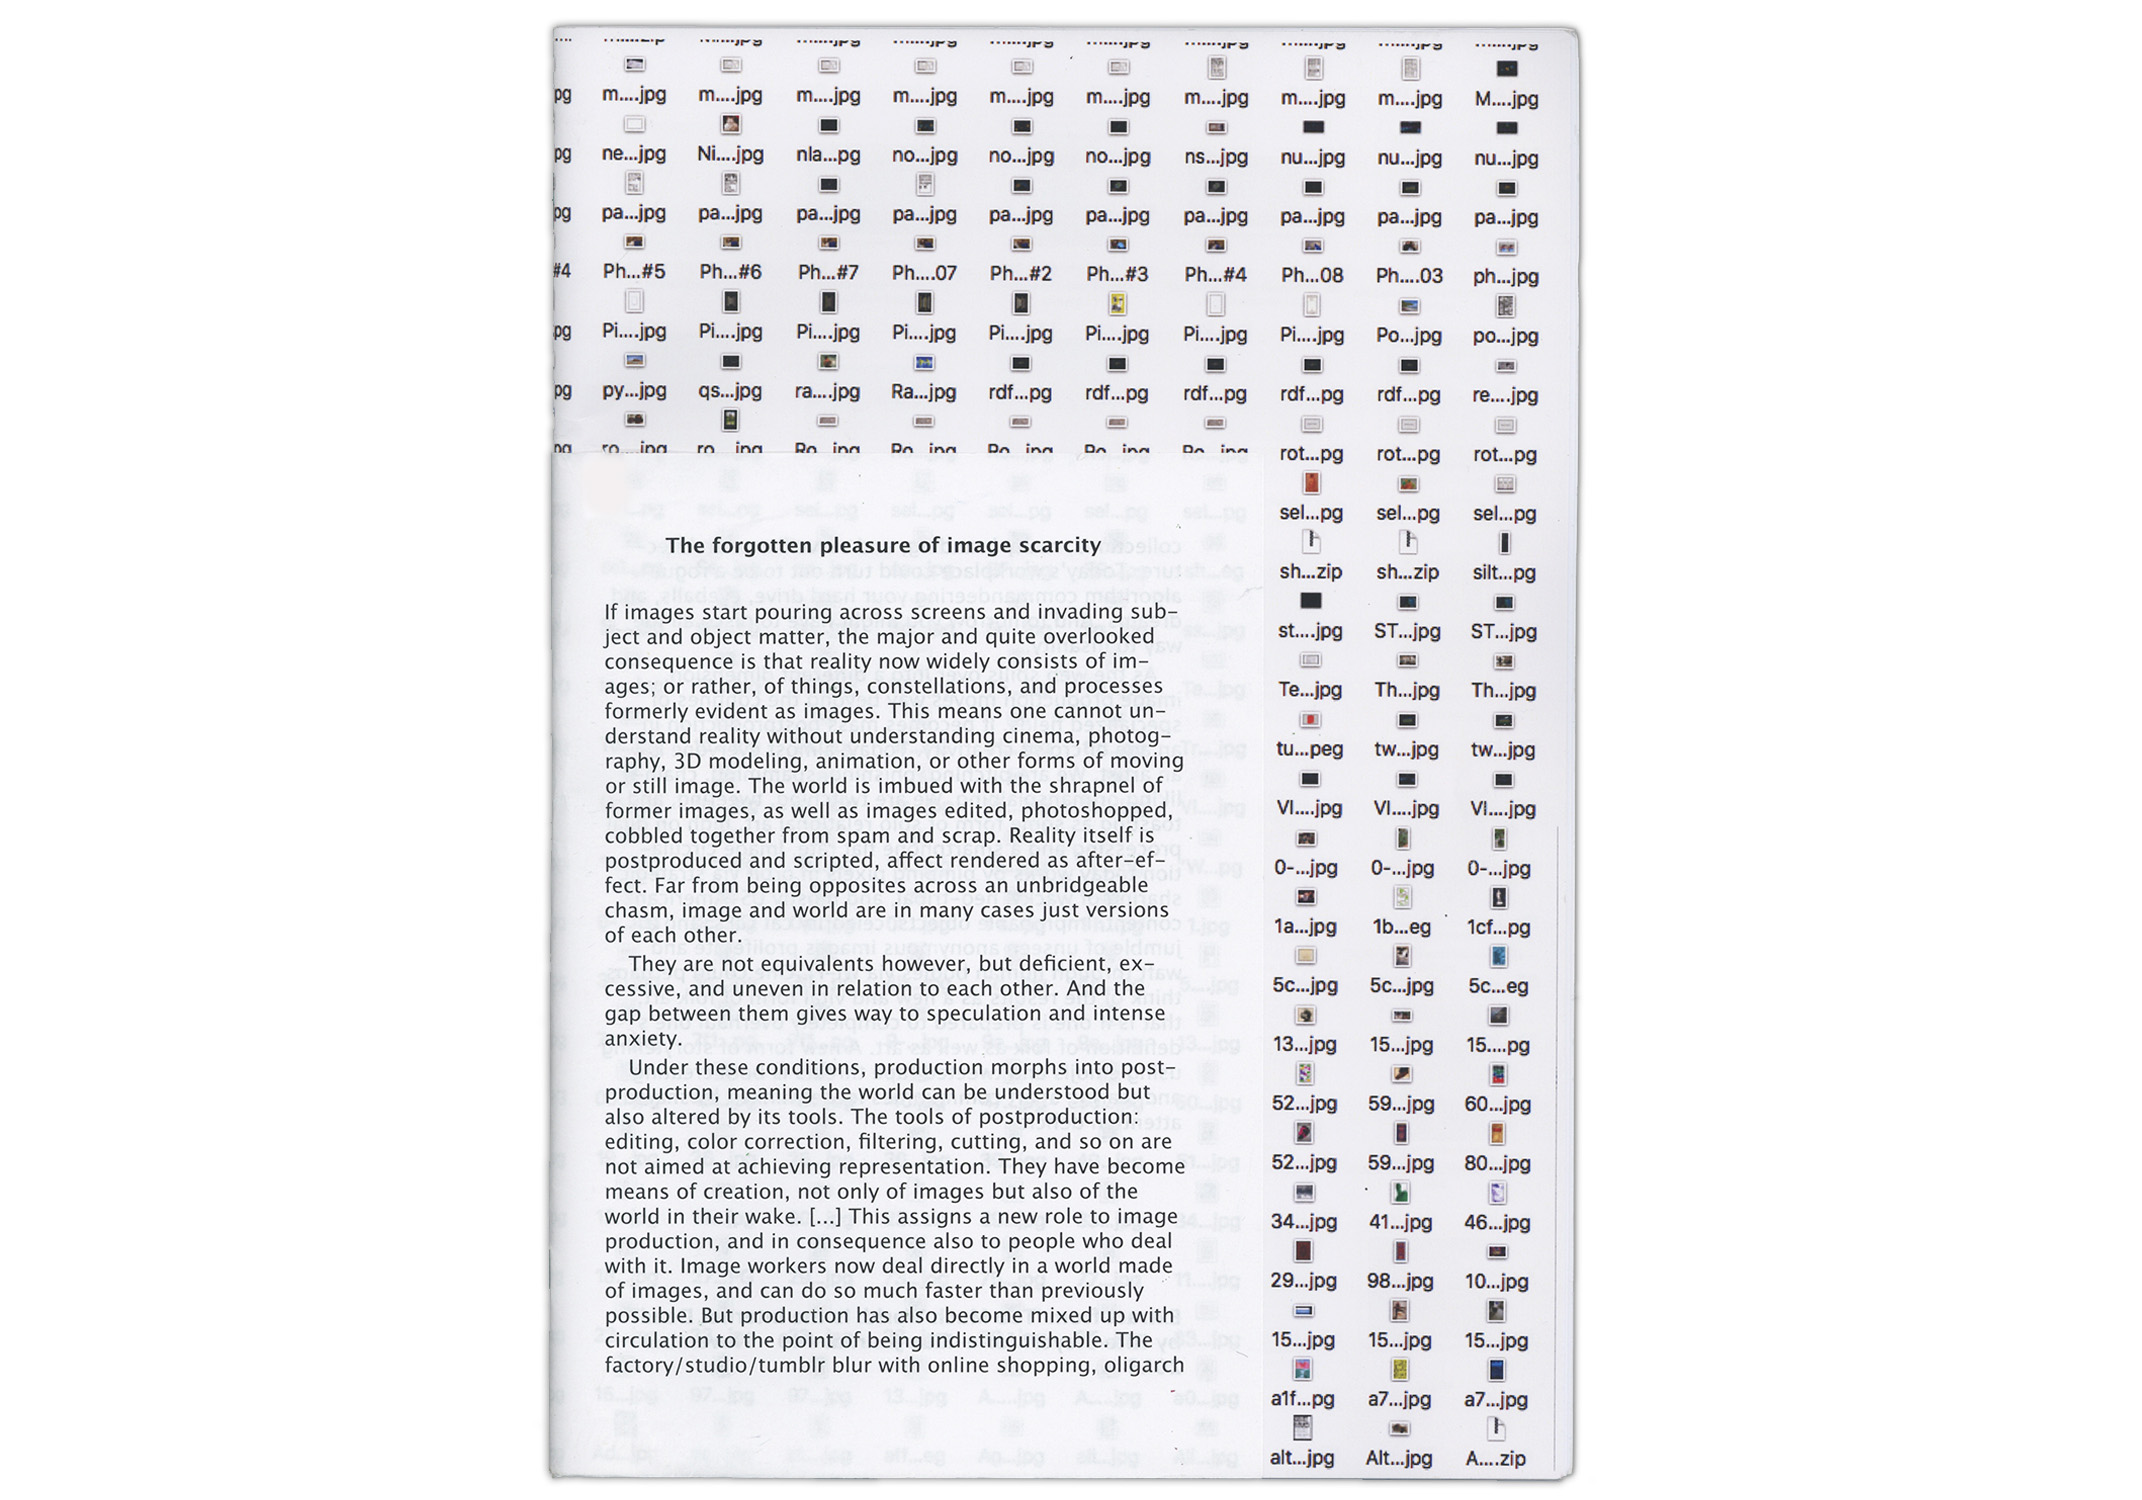 pg m....jpg m....jpg m....jpg m....jpg m....jpg m....jpg m....jpg m....jpg m....jpg M....jpg
pg ne...jpg Ni....jpg nla...pg no...jpg no...jpg no...jpg ns...jpg nu...jpg nu...jpg nu...jpg
pg pa...jpg pa...jpg pa...jpg pa...jpg pa...jpg pa...jpg pa...jpg pa...jpg pa...jpg pa...jpg
#4 Ph...#5 Ph...#6 Ph...#7 Ph....07 Ph...#2 Ph...#3 Ph...#4 Ph...08 Ph....03 ph...jpg
pg Pi....jpg Pi....jpg Pi....jpg Pi....jpg Pi....jpg Pi....jpg Pi....jpg Pi....jpg Po...jpg po...jpg
pg py...jpg qs...jpg ra....jpg Ra...jpg rdf...pg rdf...pg rdf...pg rdf...pg rdf...pg re....jpg
rot...pg rot...pg rot...pg
The forgotten pleasure of image scarcity
If images start pouring across screens and invading sub-
ject and object matter, the major and quite overlooked
consequence is that reality now widely consists of im-
ages; or rather, of things, constellations, and processes
formerly evident as images. This means one cannot un-
derstand reality without understanding cinema, photog-
raphy, 3D modeling, animation, or other forms of moving
or still image. The world is imbued with the shrapnel of
former images, as well as images edited, photoshopped,
cobbled together from spam and scrap. Reality itself is
postproduced and scripted, affect rendered as after-ef-
fect. Far from being opposites across an unbridgeable
chasm, image and world are in many cases just versions
of each other.
They are not equivalents however, but deficient, ex-
cessive, and uneven in relation to each other. And the
gap between them gives way to speculation and intense
anxiety.
Under these conditions, production morphs into post-
production, meaning the world can be understood but
also altered by its tools. The tools of postproduction:
editing, color correction, filtering, cutting, and so on are
not aimed at achieving representation. They have become
means of creation, not only of images but also of the
world in their wake. [...] This assigns a new role to image
production, and in consequence also to people who deal
with it. Image workers now deal directly in a world made
of images, and can do so much faster than previously
possible. But production has also become mixed up with
circulation to the point of being indistinguishable. The
factory/studio/tumblr blur with online shopping, oligarch
sel...pg sel...pg sel...pg
sh...zip sh...zip silt...pg
st....jpg ST...jpg ST...jpg
Te...jpg Th...jpg Th...jpg
tu...peg tw...jpg tw...jpg
VI....jpg VI....jpg VI....jpg
0-...jpg 0-...jpg 0-...jpg
1a...jpg 1b...eg 1cf...pg
5c...jpg 5c...jpg 5c...eg
13...jpg 15...jpg 15....pg
52...jpg 59...jpg 60...jpg
52...jpg 59...jpg 80...jpg
34...jpg 41...jpg 46...jpg
29...jpg 98...jpg 10...jpg
15...jpg 15...jpg 15...jpg
a1f...pg a7...jpg a7...jpg
alt...jpg Alt...jpg A....zip